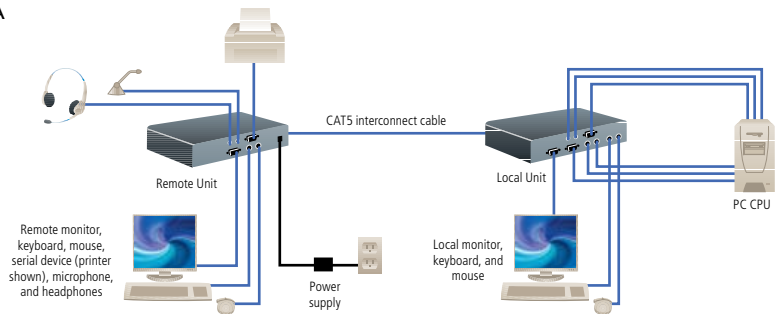 A
CAT5 interconnect cable
Remote Unit
Local Unit
PC CPU
Remote monitor,
keyboard, mouse,
serial device (printer
shown), microphone,
and headphones
Power
supply
Local monitor,
keyboard, and
mouse